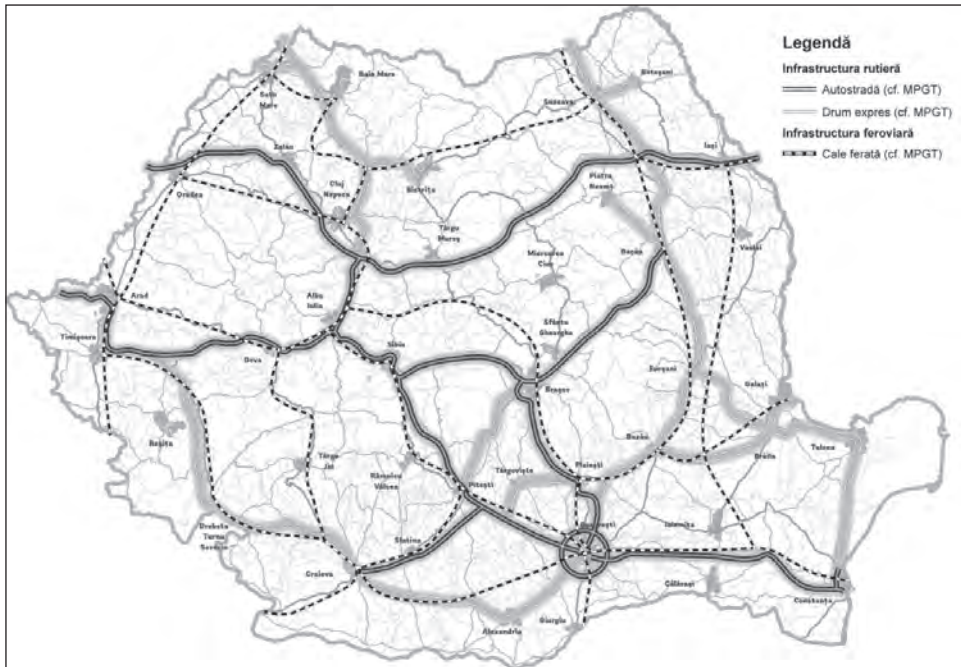 Legendă
Infrastructura rutieră
Autostradă (cf. MPGT)
Drum expres (cf. MPGT)
Infrastructura feroviară
Cale ferată (cf. MPGT)
Baia Mare
Satu
Mare
Botoșani
Suceava
Iași
Zalău
Oradea
Cluj
Napoca
Bistrița
Piatra
Neamț
Târgu
Mureș
Miercurea
Ciuc
Bacău
Vaslui
Arad
Alba
Iulia
Sfântu
Gheorghe
Timișoara
Deva
Sibiu
Brașov
Focșani
Galați
Reșița
Târgu
Jiu
Râmnicu
Vâlcea
Pitești
Târgoviște
Ploiești
Buzău
Brăila
Tulcea
Drobeta
Turnu
Severin
Slatina
București
Ialomița
Craiova
Călărași
Constanța
Alexandria
Giurgiu